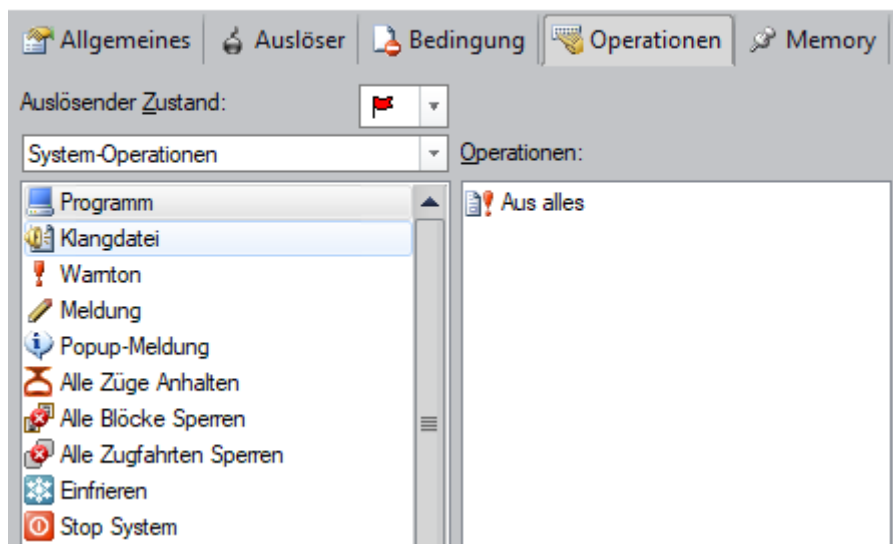 Allgemeines Auslöser Bedingung Operationen Memory
Auslösender Zustand:
System-Operationen
Operationen:
Programm
Klangdatei
Warnton
Meldung
Popup-Meldung
Alle Züge Anhalten
Alle Blöcke Sperren
Alle Zugfahrten Sperren
Einfrieren
Stop System
Aus alles